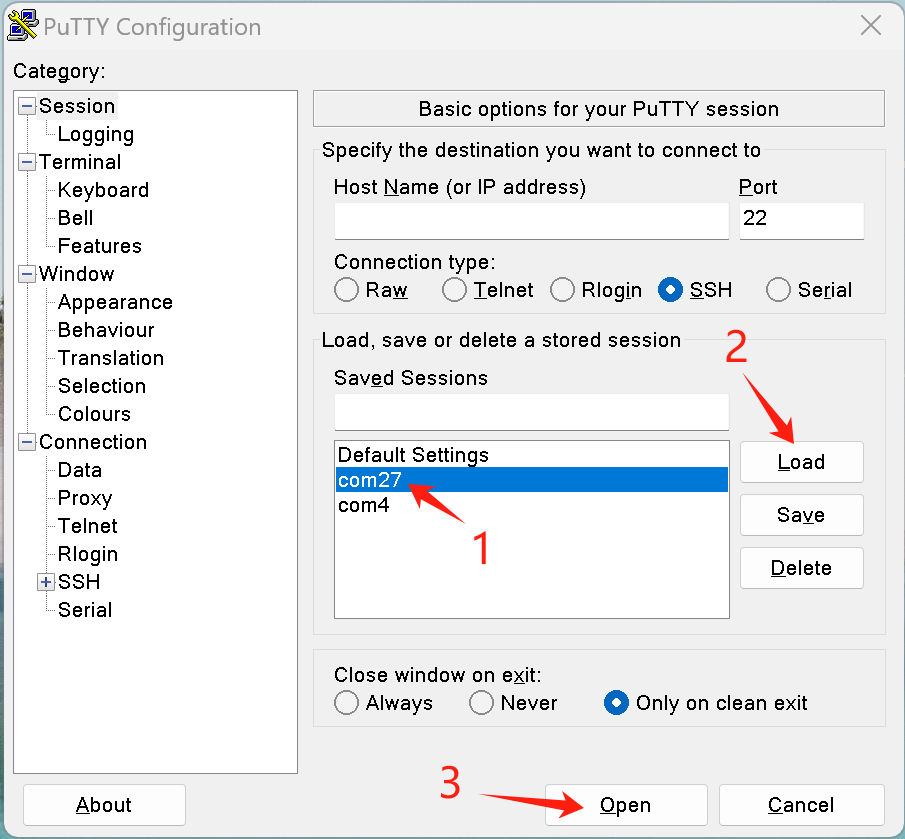 PuTTY Configuration
Category:
Session
Logging
Terminal
Keyboard
Bell
Features
Window
Appearance
Behaviour
Translation
Selection
Colours
Connection
Data
Proxy
Telnet
Rlogin
SSH
Serial
Basic options for your PuTTY session
Specify the destination you want to connect to
Host Name (or IP address) Port
22
Connection type:
Raw Telnet Rlogin SSH Serial
Load, save or delete a stored session
2
Saved Sessions
Default Settings
com27
com4
1
Load
Save
Delete
Close window on exit:
Always Never Only on clean exit
3
About Open Cancel